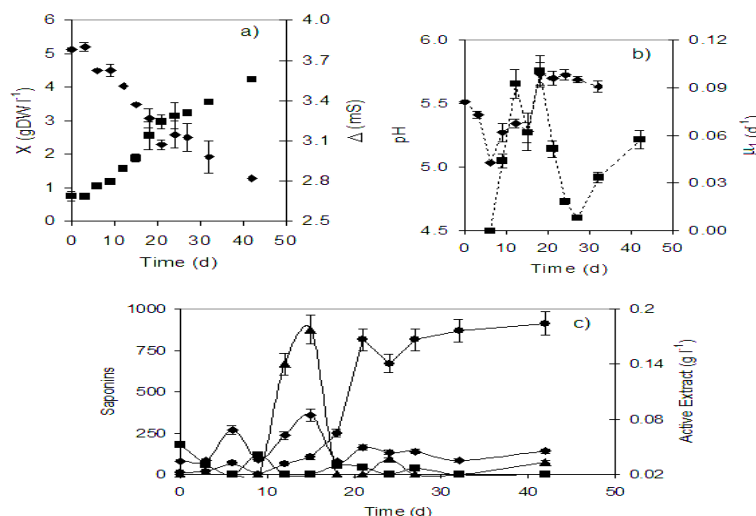 a)
X (gDW l⁻¹)
6
5
4
3
2
1
0
4.0
3.7
3.4
3.1
2.8
2.5
Δ (mS)
0 10 20 30 40 50
Time (d)
b)
pH
6.0
5.5
5.0
4.5
0.12
0.09
0.06
0.03
0.00
μ₁ (d⁻¹)
0 10 20 30 40 50
Time (d)
c)
Saponins
1000
750
500
250
0
0.2
0.14
0.08
0.02
Active Extract (g l⁻¹)
0 10 20 30 40 50
Time (d)